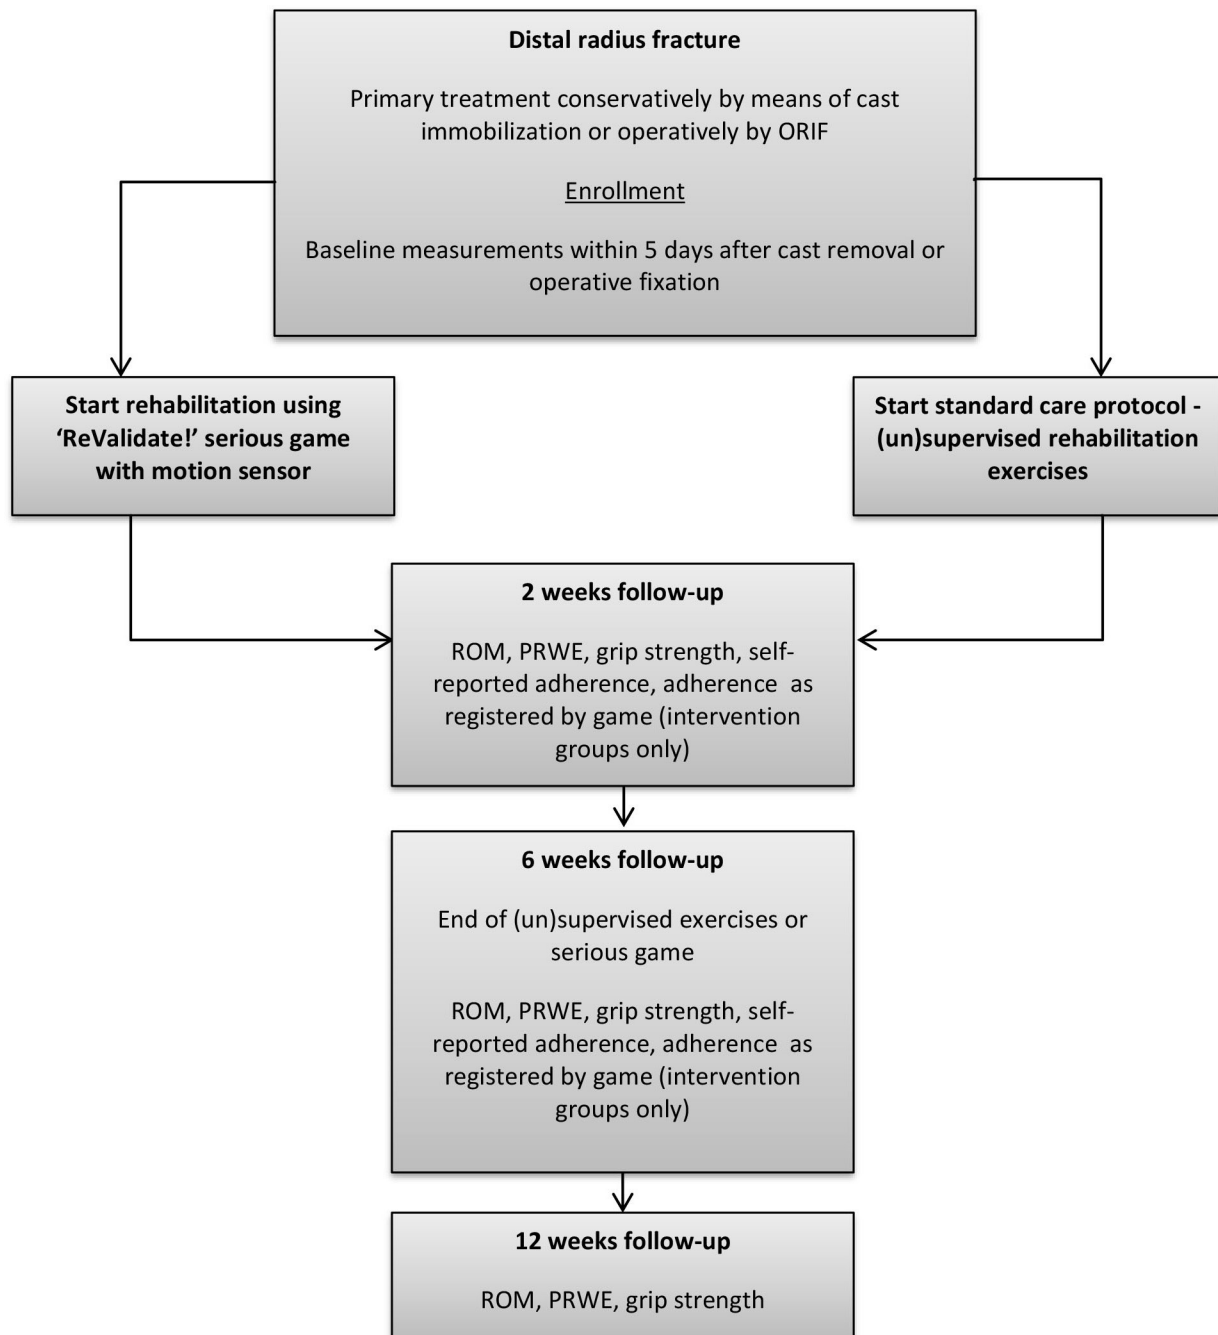 Distal radius fracture
Primary treatment conservatively by means of cast
immobilization or operatively by ORIF
Enrollment
Baseline measurements within 5 days after cast removal or
operative fixation
Start rehabilitation using
‘ReValidate!’ serious game
with motion sensor
Start standard care protocol -
(un)supervised rehabilitation
exercises
2 weeks follow-up
ROM, PRWE, grip strength, self-
reported adherence, adherence as
registered by game (intervention
groups only)
6 weeks follow-up
End of (un)supervised exercises or
serious game
ROM, PRWE, grip strength, self-
reported adherence, adherence as
registered by game (intervention
groups only)
12 weeks follow-up
ROM, PRWE, grip strength